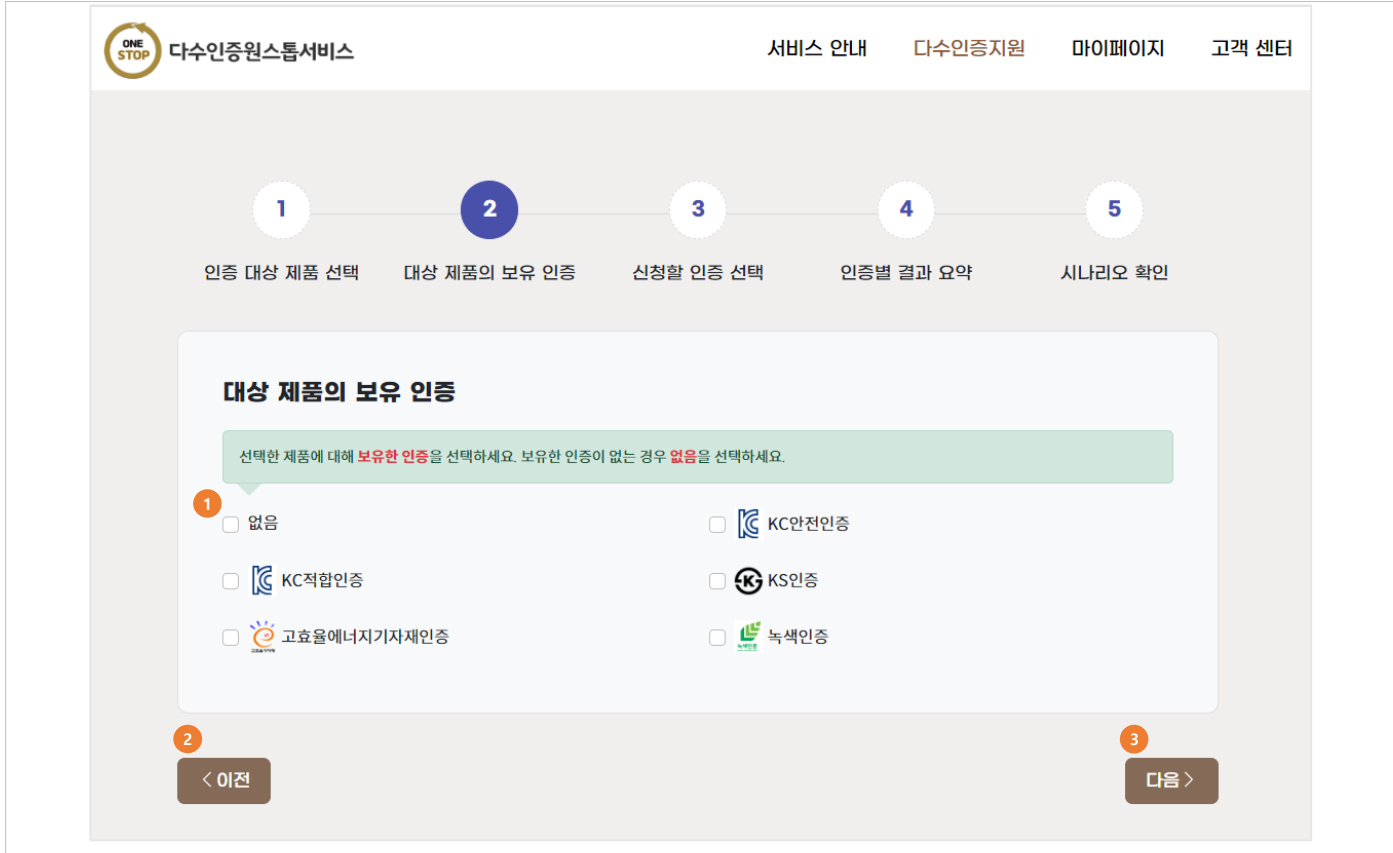 ONE
STOP
다수인증원스톱서비스
서비스 안내
다수인증지원
마이페이지
고객 센터
1
2
3
4
5
인증 대상 제품 선택
대상 제품의 보유 인증
신청할 인증 선택
인증별 결과 요약
시나리오 확인
대상 제품의 보유 인증
선택한 제품에 대해 보유한 인증을 선택하세요. 보유한 인증이 없는 경우 없음을 선택하세요.
1
없음
KC안전인증
KC적합인증
KS인증
고효율에너지기자재인증
녹색인증
녹색인증
2
3
< 이전
다음 >